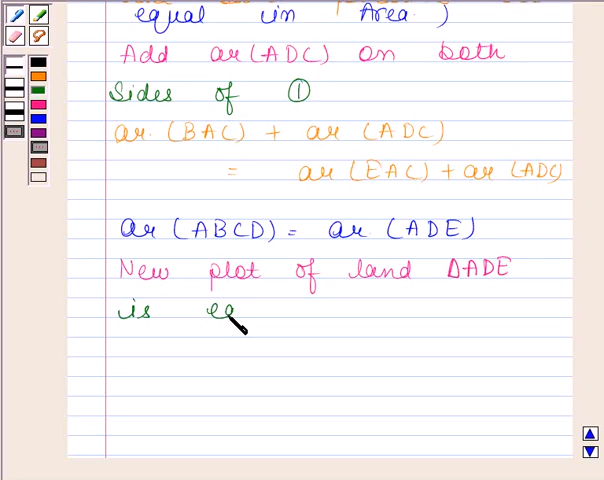 equal in Area )
Add ar (ADC) on both
Sides of ①
ar. (BAC) + ar (ADC)
= ar (EAC) + ar (ADC)
ar (ABCD) = ar. (ADE)
New plot of land ΔADE
is eq